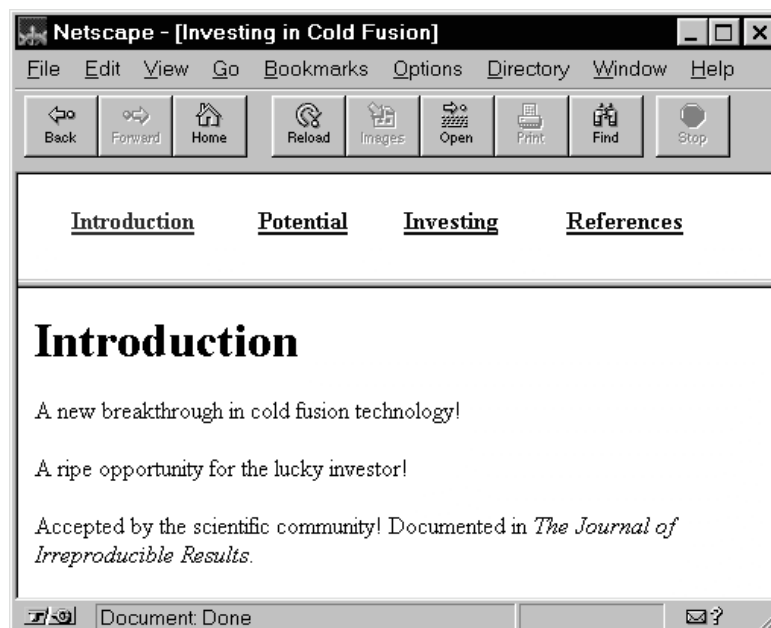 Netscape - [Investing in Cold Fusion]
File Edit View Go Bookmarks Options Directory Window Help
Back Forward Home Reload Images Open Print Find Stop
Introduction Potential Investing References
Introduction
A new breakthrough in cold fusion technology!
A ripe opportunity for the lucky investor!
Accepted by the scientific community! Documented in The Journal of
Irreproducible Results.
Document: Done